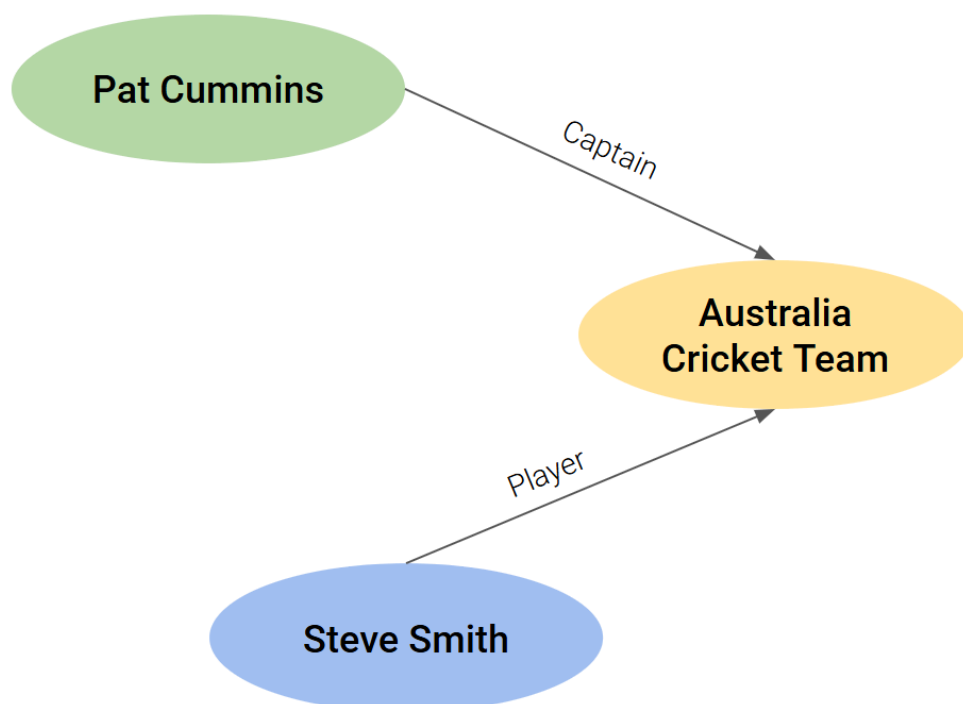 Pat Cummins
Captain
Australia
Cricket Team
Player
Steve Smith